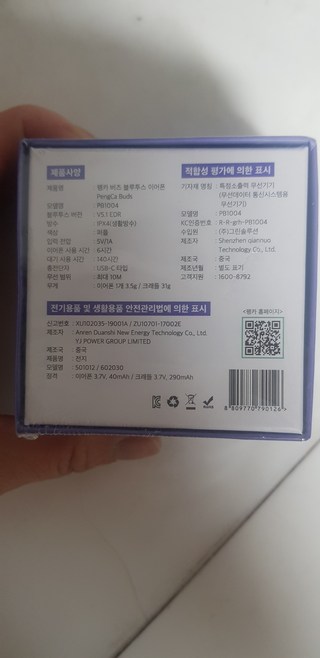 제품사양
제품명 펭카 버즈 블루투스 이어폰
PengCa Buds
모델명 PB1004
블루투스 버전 V5.1 EDR
방수 IPX4(생활방수)
색상 퍼플
입력 전압 5V/1A
이어폰 사용 시간 6시간
대기 사용 시간 140시간
충전단자 USB-C 타입
무선 범위 최대 10M
무게 이어폰 1개 3.5g / 크래들 31g
적합성 평가에 의한 표시
기자재 명칭 : 특정소출력 무선기기
(무선데이터 통신시스템용
무선기기)
모델명 : PB1004
KC인증번호 : R-R-grh-PB1004
수입원 : (주)그인솔루션
제조자 : Shenzhen qiannuo
Technology Co., Ltd.
제조국 : 중국
제조년월 : 별도 표기
고객지원 : 1600-8792
전기용품 및 생활용품 안전관리법에 의한 표시
신고번호 : XU102035-19001A / ZU10701-17002E
제조자 : Anren Duanshi New Energy Technology Co., Ltd.
YJ POWER GROUP LIMITED
제조국 : 중국
제품명 : 전지
모델명 : 501012 / 602030
정격 : 이어폰 3.7V, 40mAh / 크래들 3.7V, 290mAh
<펭카 홈페이지>
8 809770 790126 >